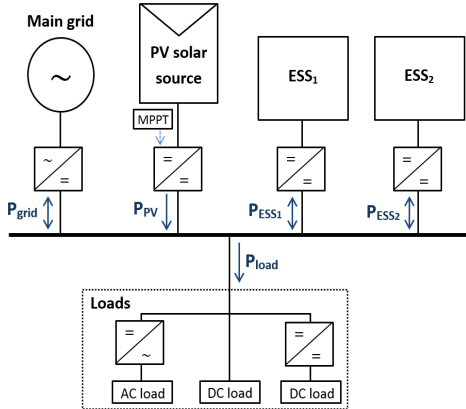 Main grid
PV solar
source
ESS1
ESS2
~
MPPT
~
=
=
=
=
=
=
=
Pgrid
PPV
PESS1
PESS2
Pload
Loads
=
~
=
=
AC load
DC load
DC load